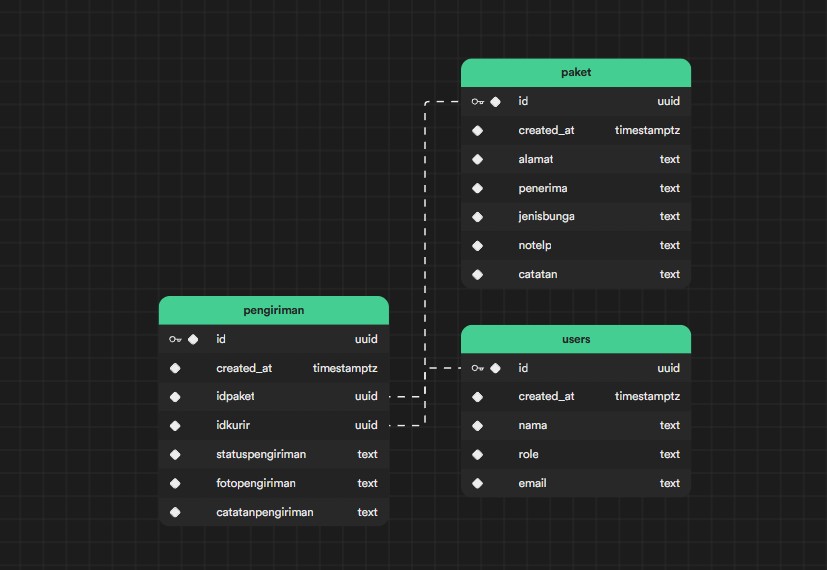 paket
id uuid
created_at timestamptz
alamat text
penerima text
jenisbunga text
notelp text
catatan text
pengiriman
id uuid
created_at timestamptz
idpaket uuid
idkurir uuid
statuspengiriman text
fotopengiriman text
catatanpengiriman text
users
id uuid
created_at timestamptz
nama text
role text
email text